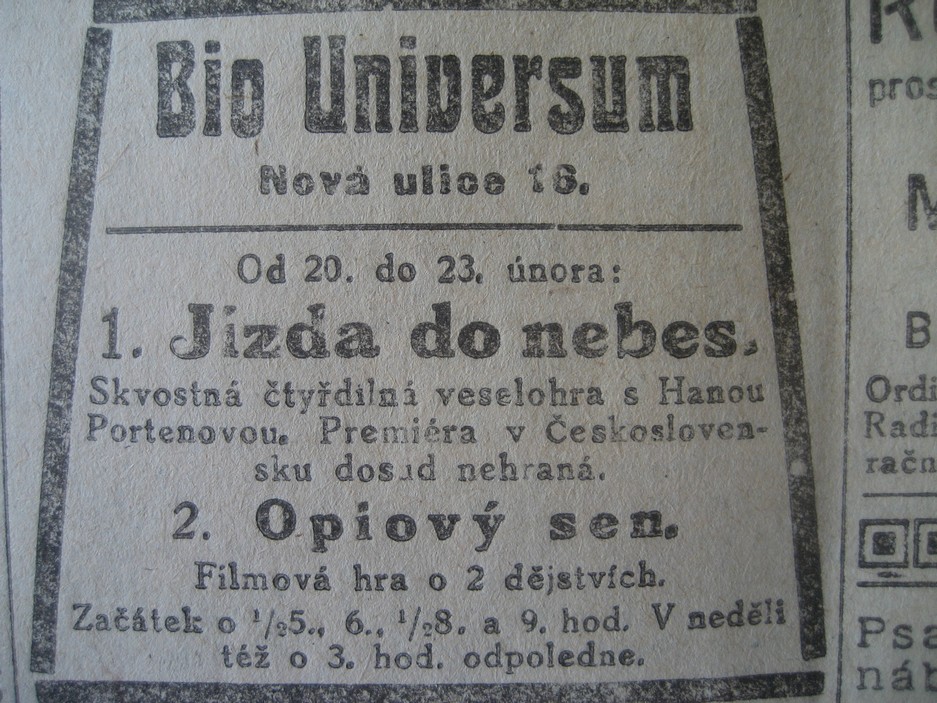 Bio Universum
Nová ulice 16.
Od 20. do 23. února:
1. Jízda do nebes.
Skvostná čtyřdílná veselohra s Hanou
Portenovou. Premiéra v Českosloven-
sku dosud nehraná.
2. Opiový sen.
Filmová hra o 2 dějstvích.
Začátek o 1/25., 6., 1/28. a 9. hod. V neděli
též o 3. hod. odpoledne.
pros
M
B
Ordi
Radi
račn
Psa
náb